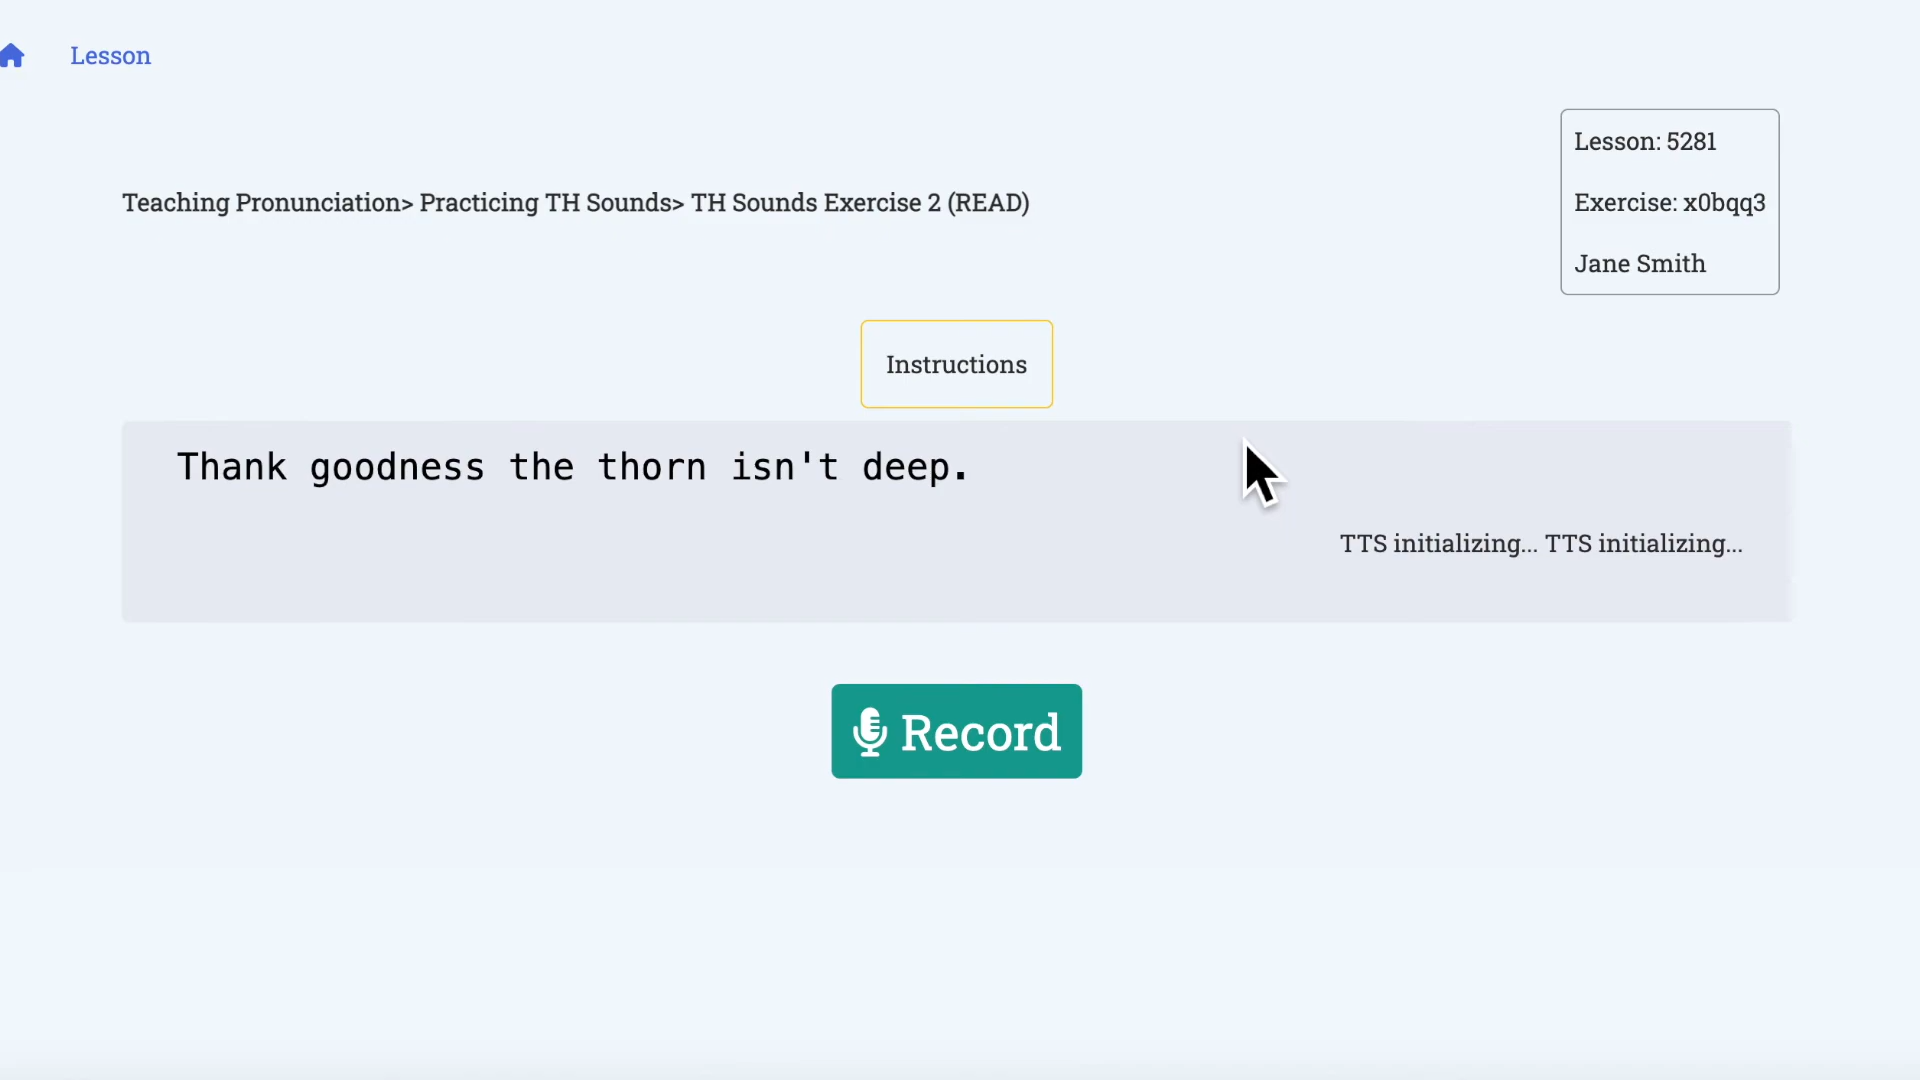 Lesson
Lesson: 5281
Teaching Pronunciation> Practicing TH Sounds> TH Sounds Exercise 2 (READ)
Exercise: x0bqq3
Jane Smith
Instructions
Thank goodness the thorn isn't deep.
TTS initializing... TTS initializing...
Record